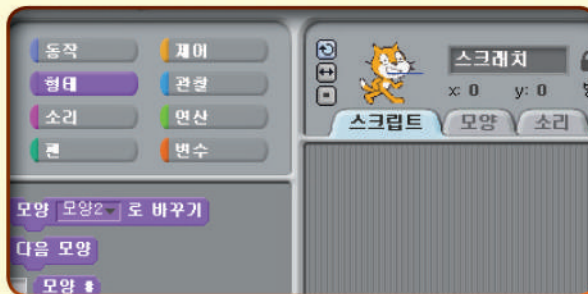 동작 제어
형태 관찰
소리 연산
펜 변수
스크래치
x: 0 y: 0
스크립트 모양 소리
모양 모양2 로 바꾸기
다음 모양
모양 #